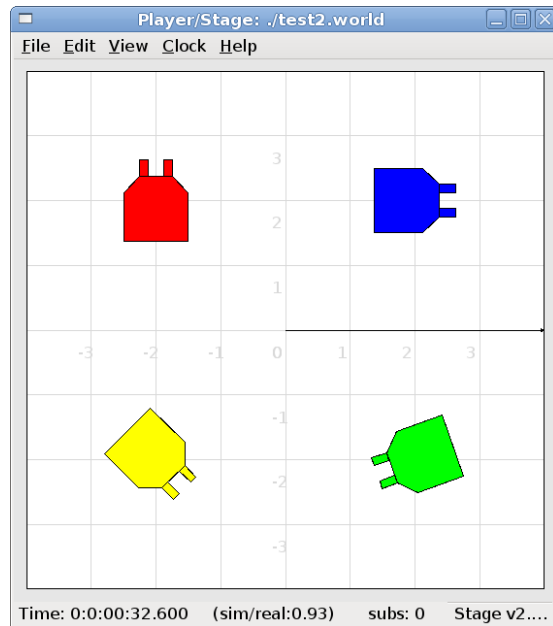 Player/Stage: ./test2.world
File Edit View Clock Help
3
2
1
-3 -2 -1 0 1 2 3
-1
-2
-3
Time: 0:0:00:32.600 (sim/real:0.93) subs: 0 Stage v2....